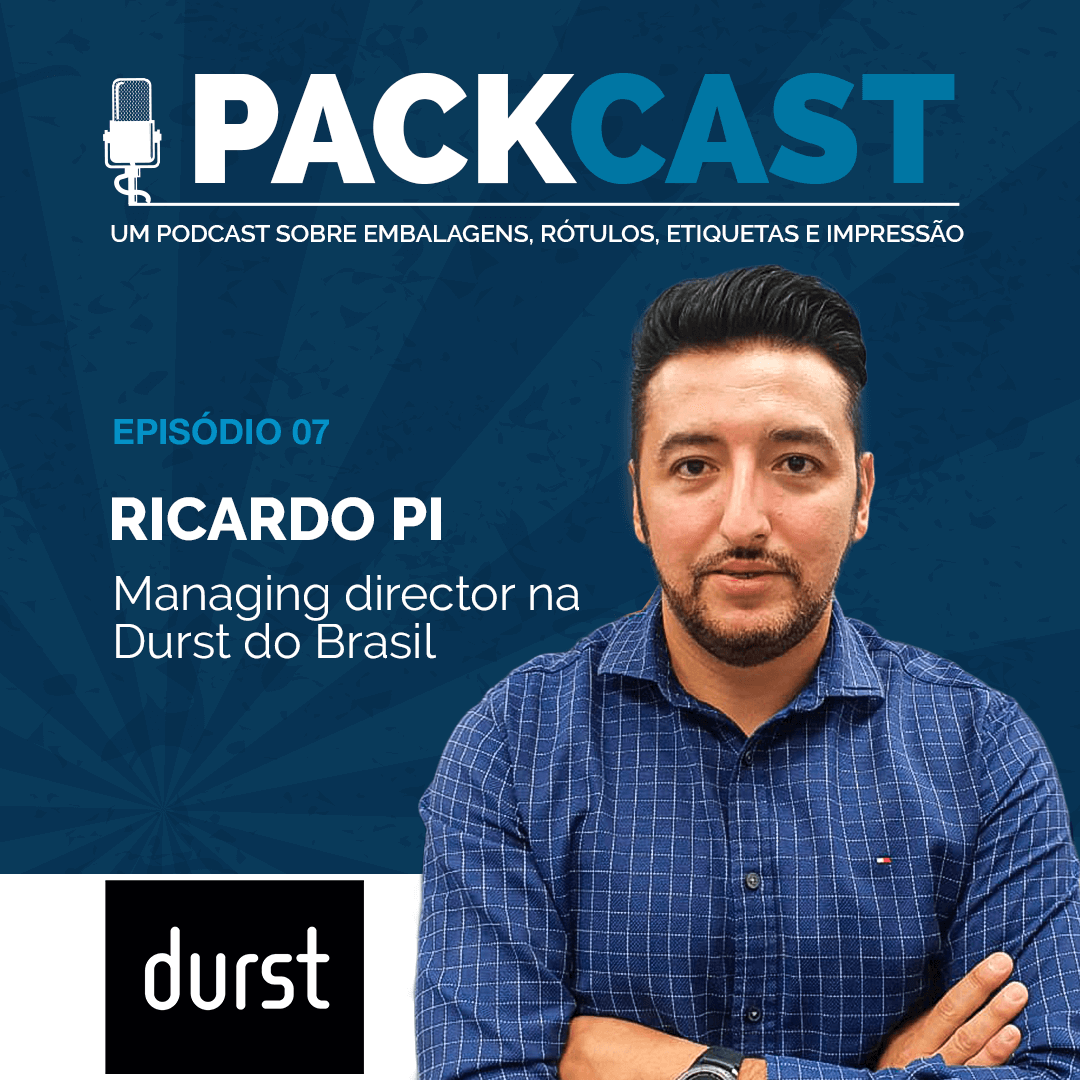 PACKCAST
UM PODCAST SOBRE EMBALAGENS, RÓTULOS, ETIQUETAS E IMPRESSÃO
EPISÓDIO 07
RICARDO PI
Managing director na
Durst do Brasil
durst